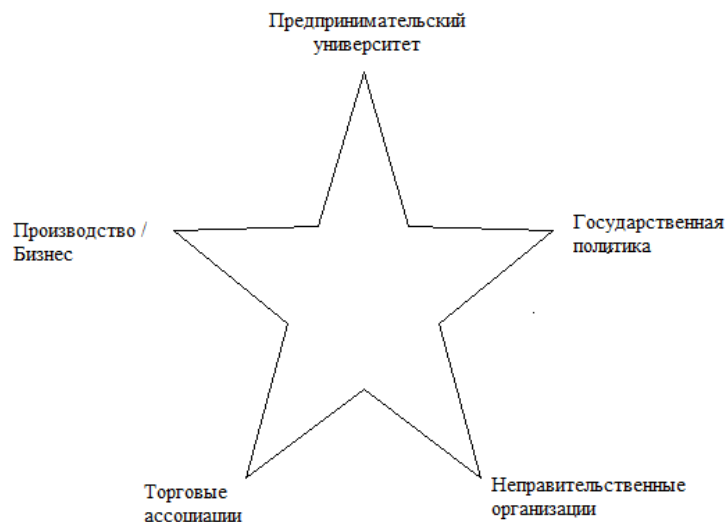 Предпринимательский
университет
Производство /
Бизнес
Государственная
политика
Торговые
ассоциации
Неправительственные
организации